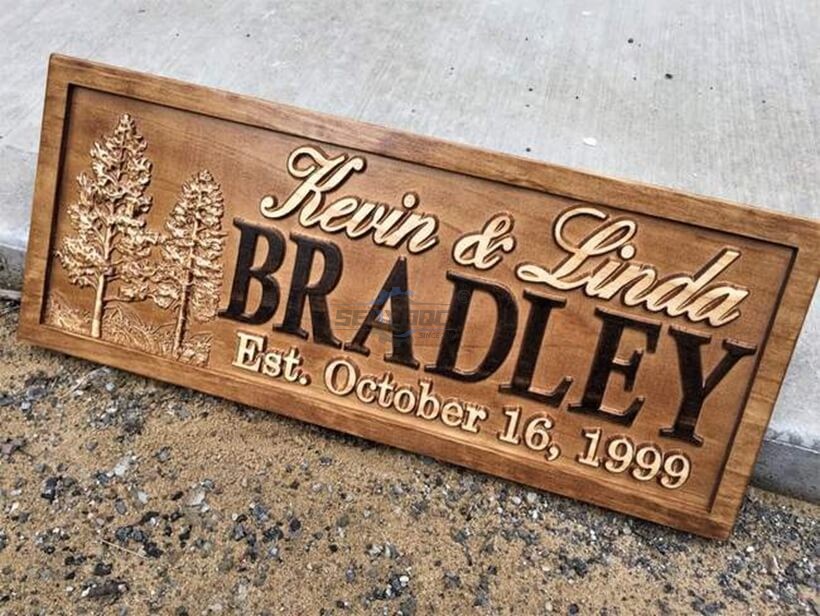 Kevin & Linda
BRADLEY
Est. October 16, 1999